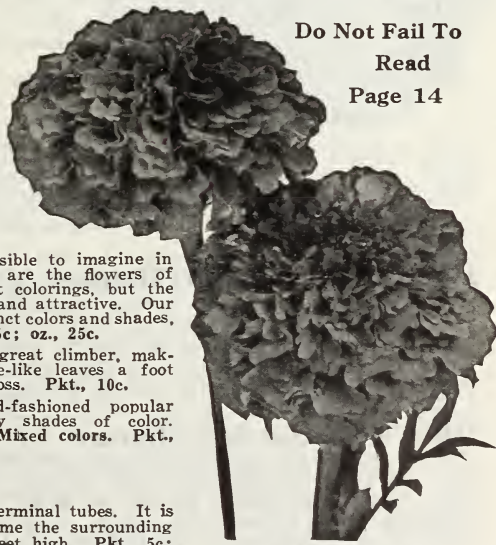 Do Not Fail To
Read
Page 14
sible to imagine in
are the flowers of
t colorings, but the
and attractive. Our
nct colors and shades,
5c; oz., 25c.
great climber, mak-
e-like leaves a foot
oss. Pkt., 10c.
d-fashioned popular
y shades of color.
Mixed colors. Pkt.,
erminal tubes. It is
me the surrounding
eet high. Pkt., 5c;